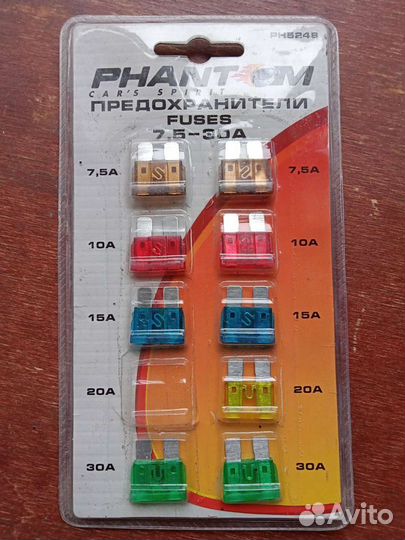 PH5248
PHANTOM
CAR'S SPIRIT
ПРЕДОХРАНИТЕЛИ
FUSES
7,5-30A
7,5A 7,5A
10A 10A
15A 15A
20A 20A
30A 30A
Avito